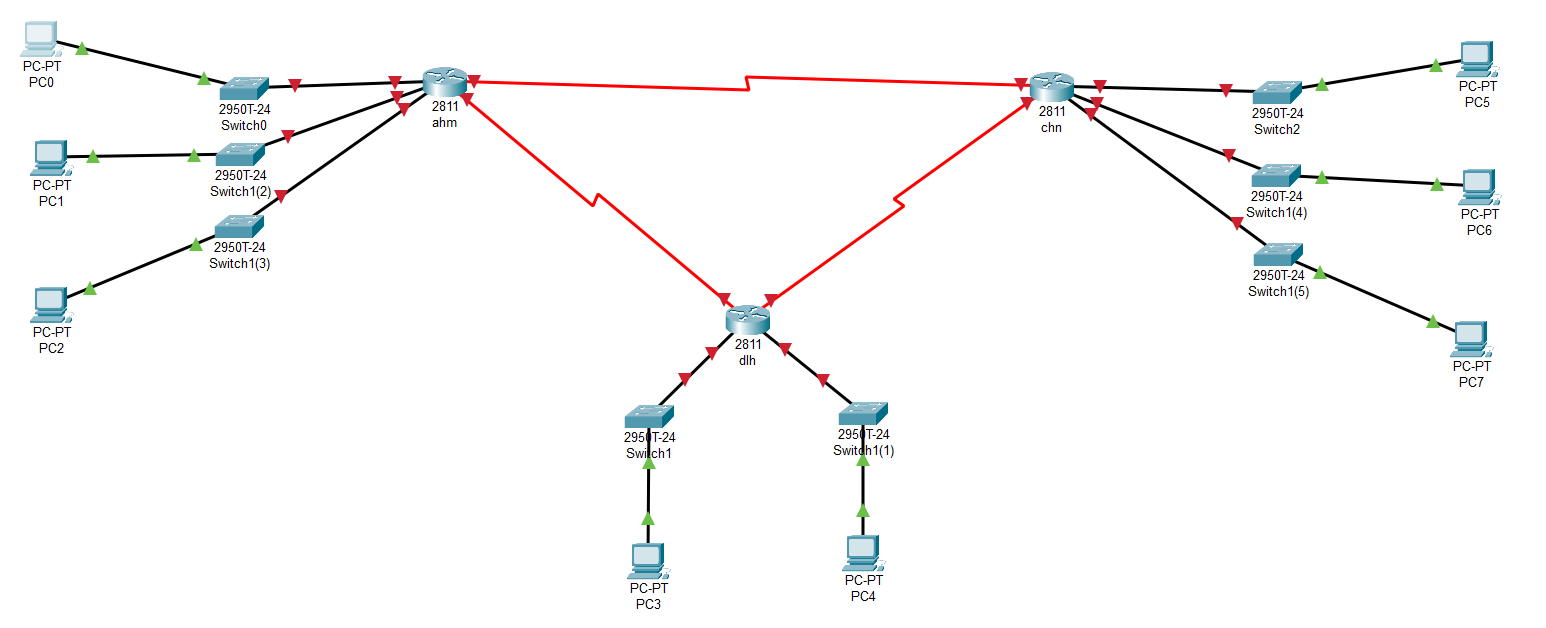 PC-PT
PC0
2950T-24
Switch0
2811
ahm
2811
chn
2950T-24
Switch2
PC-PT
PC5
PC-PT
PC1
2950T-24
Switch1(2)
2950T-24
Switch1(4)
PC-PT
PC6
2950T-24
Switch1(3)
2950T-24
Switch1(5)
PC-PT
PC2
2811
dlh
PC-PT
PC7
2950T-24
Switch1
2950T-24
Switch1(1)
PC-PT
PC3
PC-PT
PC4